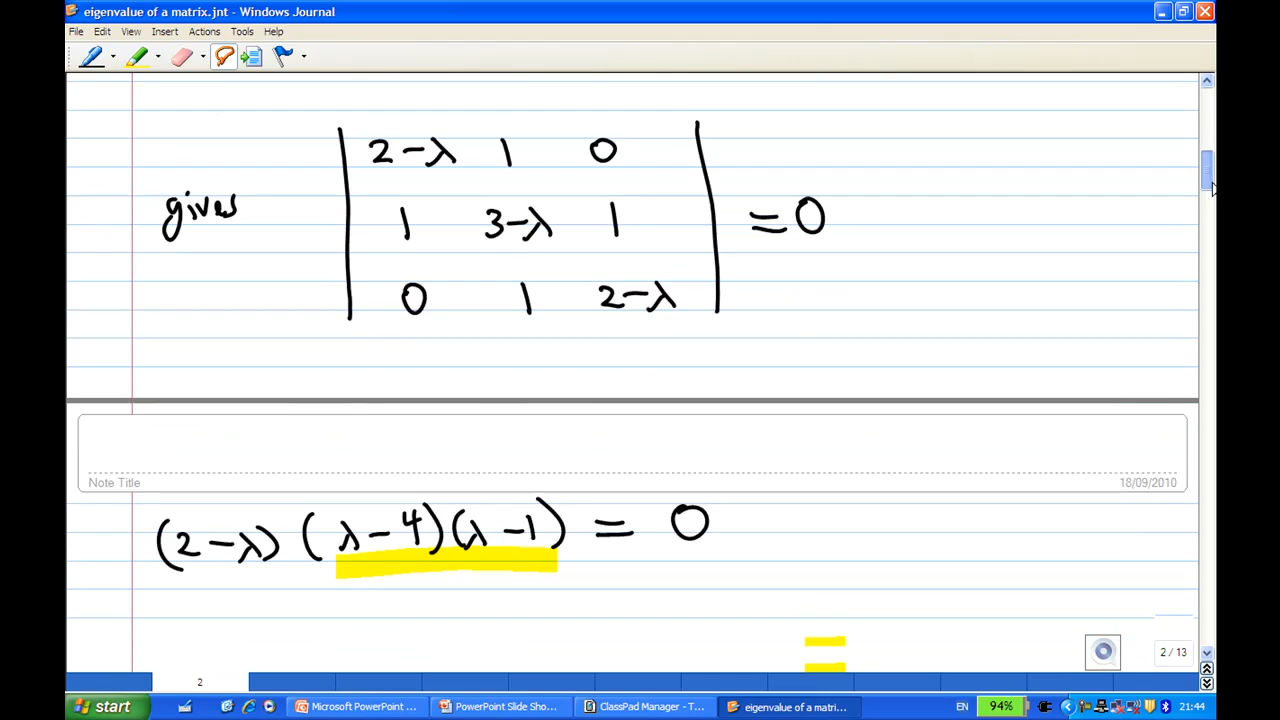 eigenvalue of a matrix.jnt - Windows Journal
File Edit View Insert Actions Tools Help
2-λ 1 0
gives 1 3-λ 1 =0
0 1 2-λ
Note Title 18/09/2010
(2-λ) (λ-4)(λ-1) = 0
=
2 / 13
2
start Microsoft PowerPoint ... PowerPoint Slide Sho... ClassPad Manager - T... eigenvalue of a matri... EN 94% 21:44